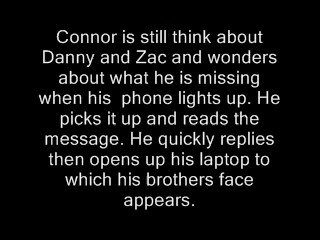 Connor is still think about
Danny and Zac and wonders
about what he is missing
when his  phone lights up. He
picks it up and reads the
message. He quickly replies
then opens up his laptop to
which his brothers face
appears.